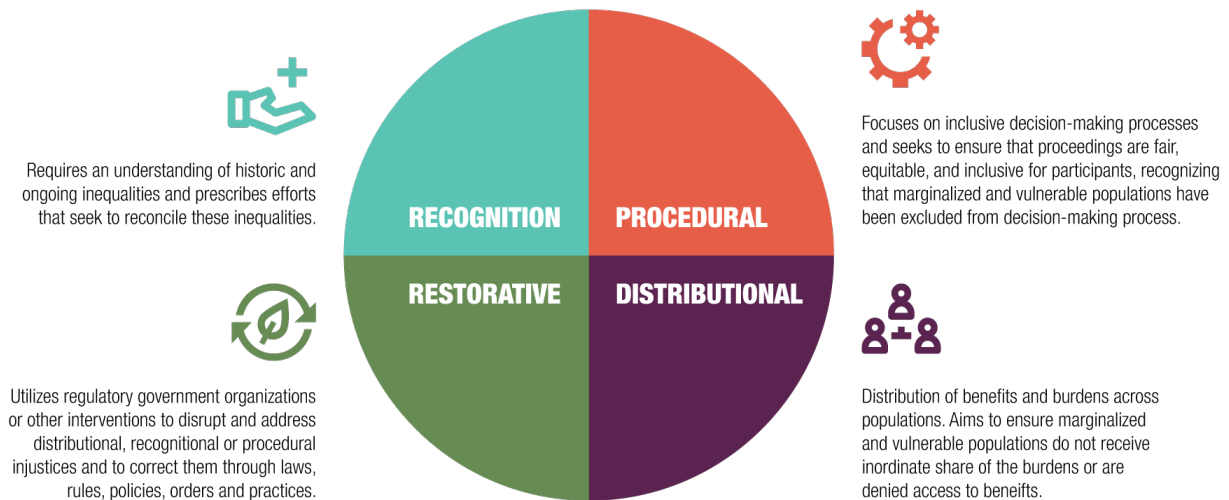 Requires an understanding of historic and
ongoing inequalities and prescribes efforts
that seek to reconcile these inequalities.
RECOGNITION
PROCEDURAL
Focuses on inclusive decision-making processes
and seeks to ensure that proceedings are fair,
equitable, and inclusive for participants, recognizing
that marginalized and vulnerable populations have
been excluded from decision-making process.
RESTORATIVE
DISTRIBUTIONAL
Utilizes regulatory government organizations
or other interventions to disrupt and address
distributional, recognitional or procedural
injustices and to correct them through laws,
rules, policies, orders and practices.
Distribution of benefits and burdens across
populations. Aims to ensure marginalized
and vulnerable populations do not receive
inordinate share of the burdens or are
denied access to beneifts.